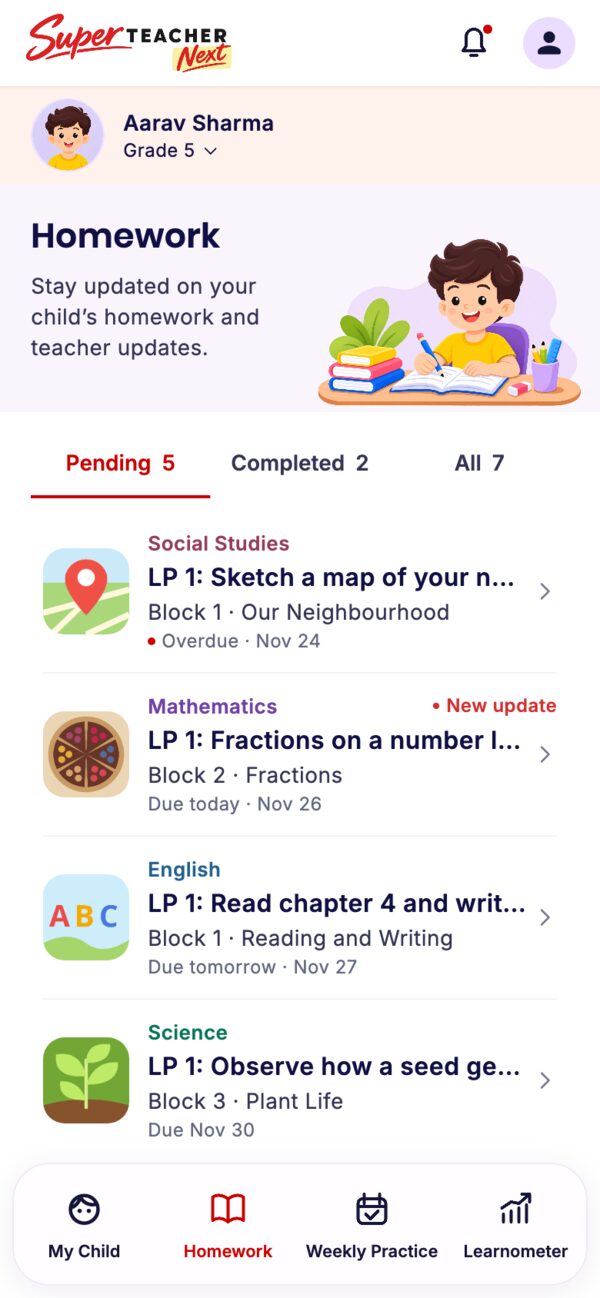 Super TEACHER
Next
Aarav Sharma
Grade 5
Homework
Stay updated on your
child’s homework and
teacher updates.
Pending 5 Completed 2 All 7
Social Studies
LP 1: Sketch a map of your n...
Block 1 · Our Neighbourhood
• Overdue · Nov 24
Mathematics • New update
LP 1: Fractions on a number l...
Block 2 · Fractions
Due today · Nov 26
English
ABC
LP 1: Read chapter 4 and writ...
Block 1 · Reading and Writing
Due tomorrow · Nov 27
Science
LP 1: Observe how a seed ge...
Block 3 · Plant Life
Due Nov 30
My Child Homework Weekly Practice Learnometer